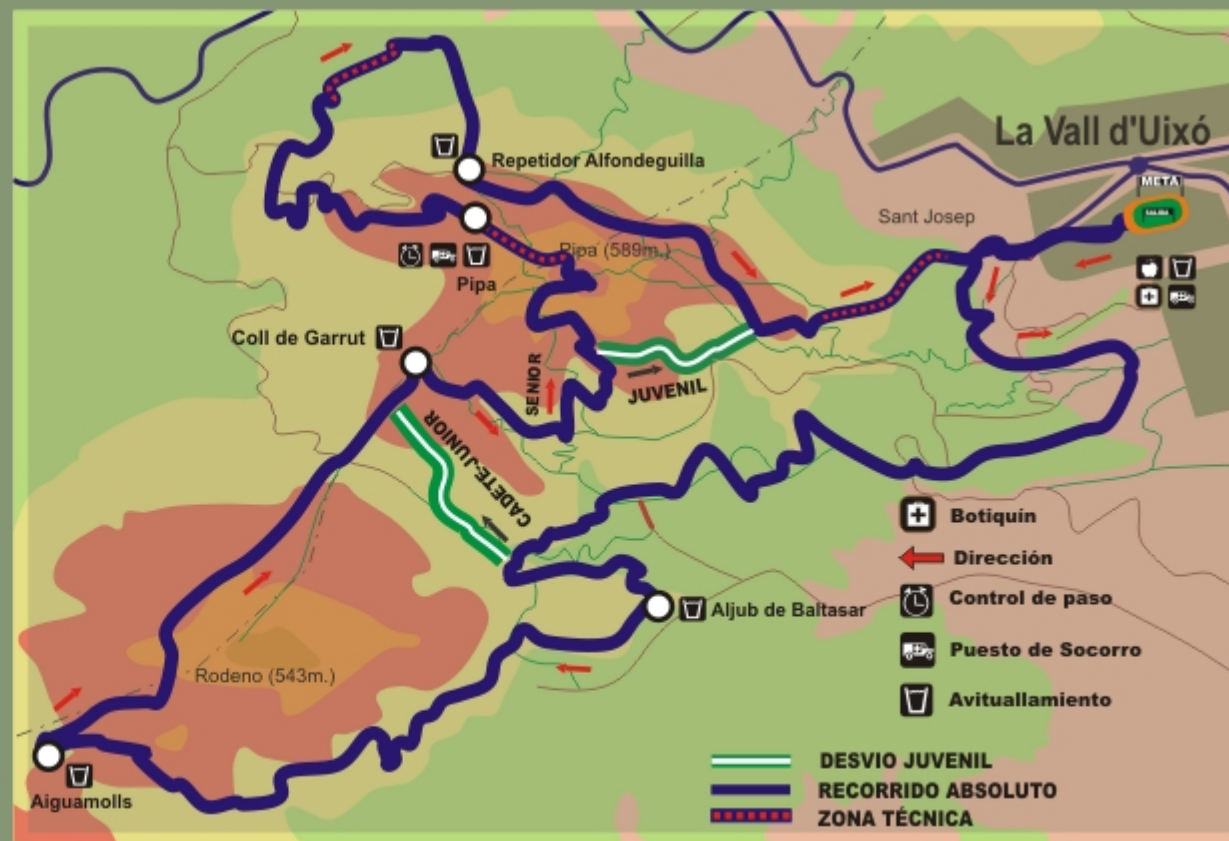 La Vall d'Uixó
META
SALIDA
Repetidor Alfondeguilla
Sant Josep
Pipa (589m.)
Pipa
Coll de Garrut
SENIOR
JUVENIL
CADETE-JUNIOR
Botiquín
Dirección
Control de paso
Aljub de Baltasar
Puesto de Socorro
Rodeno (543m.)
Avituallamiento
Aiguamolls
DESVIO JUVENIL
RECORRIDO ABSOLUTO
ZONA TÉCNICA